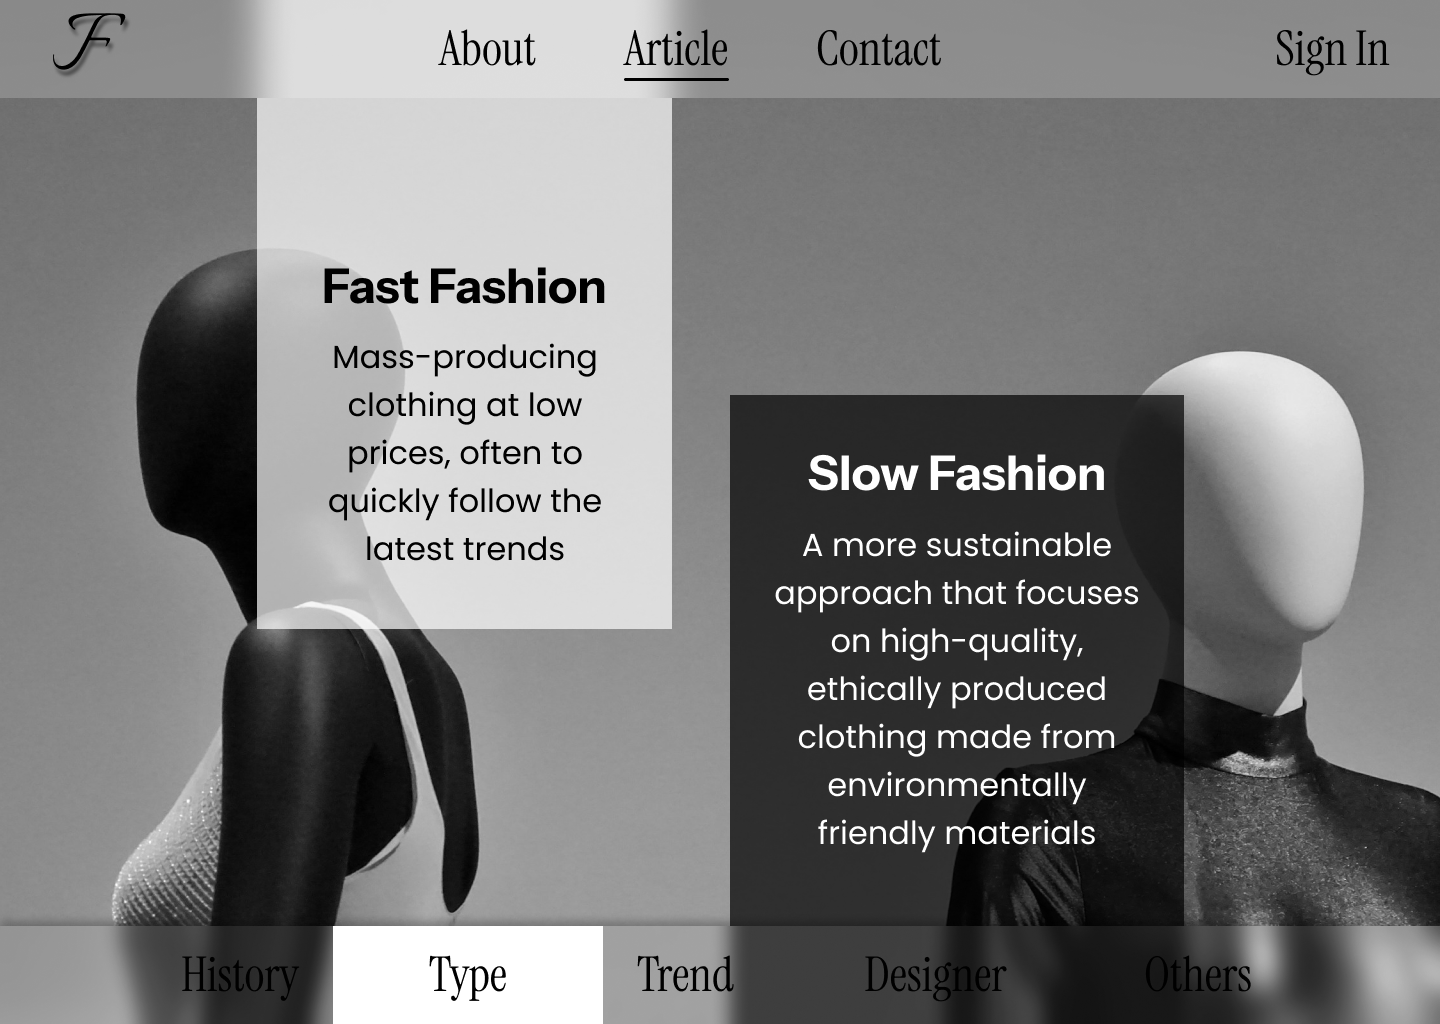 F
About
Article
Contact
Sign In
Fast Fashion
Mass-producing
clothing at low
prices, often to
quickly follow the
latest trends
Slow Fashion
A more sustainable
approach that focuses
on high-quality,
ethically produced
clothing made from
environmentally
friendly materials
History
Type
Trend
Designer
Others